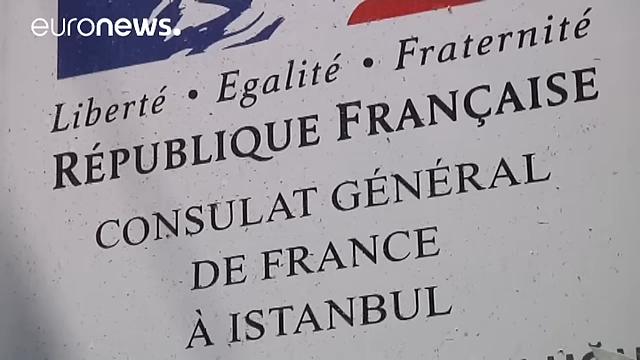 euronews.
Liberté • Egalité • Fraternité
RÉPUBLIQUE FRANÇAISE
CONSULAT GÉNÉRAL
DE FRANCE
À ISTANBUL